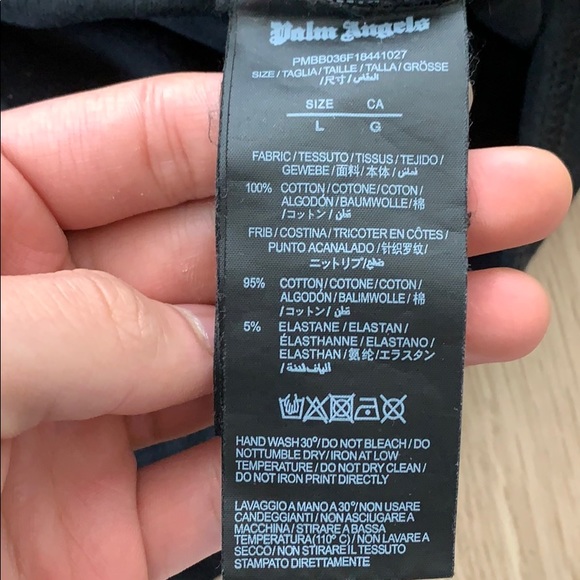 Palm Angels
PMBB036F18441027
SIZE / TAGLIA / TAILLE / TALLA / GRÖSSE
/尺寸/ المقاس
SIZE CA
L G
FABRIC / TESSUTO / TISSUS / TEJIDO /
GEWEBE / 面料 / 本体 / قماش
100% COTTON / COTONE / COTON /
ALGODÓN / BAUMWOLLE / 棉
/コットン / قطن
FRIB / COSTINA / TRICOTER EN CÔTES /
PUNTO ACANALADO / 针织罗纹 /
ニットリブ / ضلع
95% COTTON / COTONE / COTON /
ALGODÓN / BALIMWOLLE / 棉
/コットン / قطن
5% ELASTANE / ELASTAN /
ÉLASTHANNE / ELASTANO /
ELASTHAN / 氨纶 / エラスタン
/
HAND WASH 30°/ DO NOT BLEACH / DO
NOTTUMBLE DRY / IRON AT LOW
TEMPERATURE / DO NOT DRY CLEAN /
DO NOT IRON PRINT DIRECTLY
LAVAGGIO A MANO A 30°/ NON USARE
CANDEGGIANTI / NON ASCIUGARE A
MACCHINA / STIRARE A BASSA
TEMPERATURA (110° C) / NON LAVARE A
SECCO / NON STIRARE IL TESSUTO
STAMPATO DIRETTAMENTE